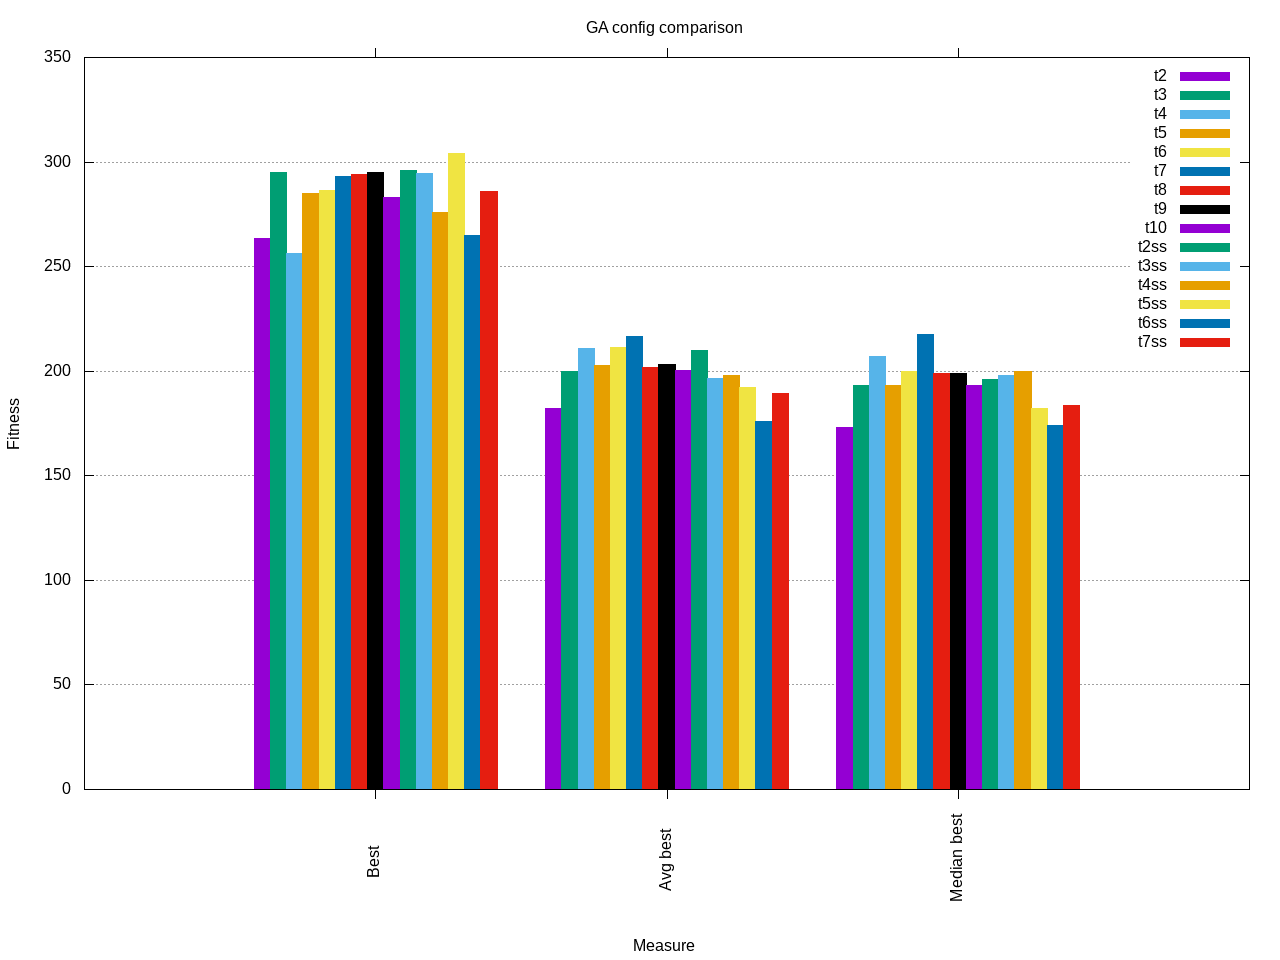 GA config comparison
350
300
250
200
150
100
50
0
Fitness
t2
t3
t4
t5
t6
t7
t8
t9
t10
t2ss
t3ss
t4ss
t5ss
t6ss
t7ss
Best
Avg best
Median best
Measure